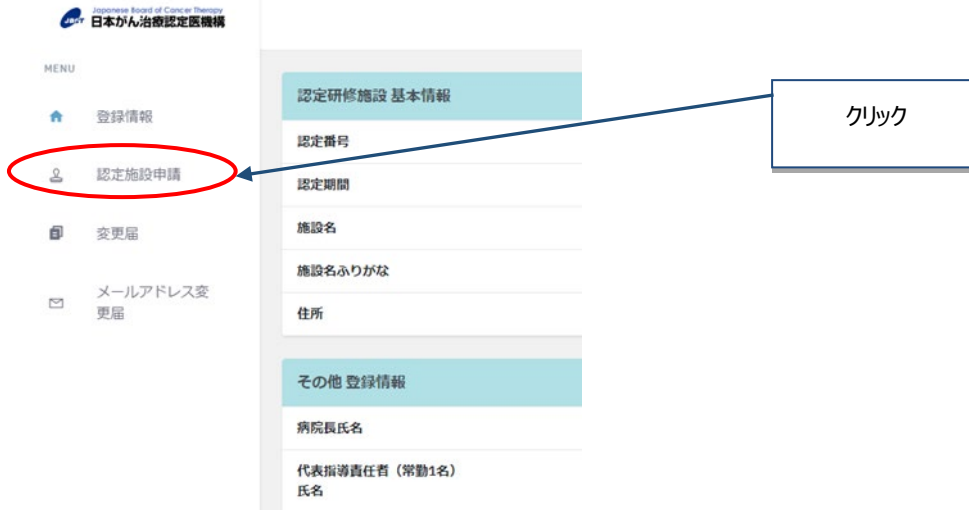 Japanese Board of Cancer Therapy
JBCT
日本がん治療認定医機構
MENU
登録情報
認定施設申請
変更届
メールアドレス変
更届
認定研修施設 基本情報
認定番号
認定期間
施設名
施設名ふりがな
住所
その他 登録情報
病院長氏名
代表指導責任者（常勤1名）
氏名
クリック